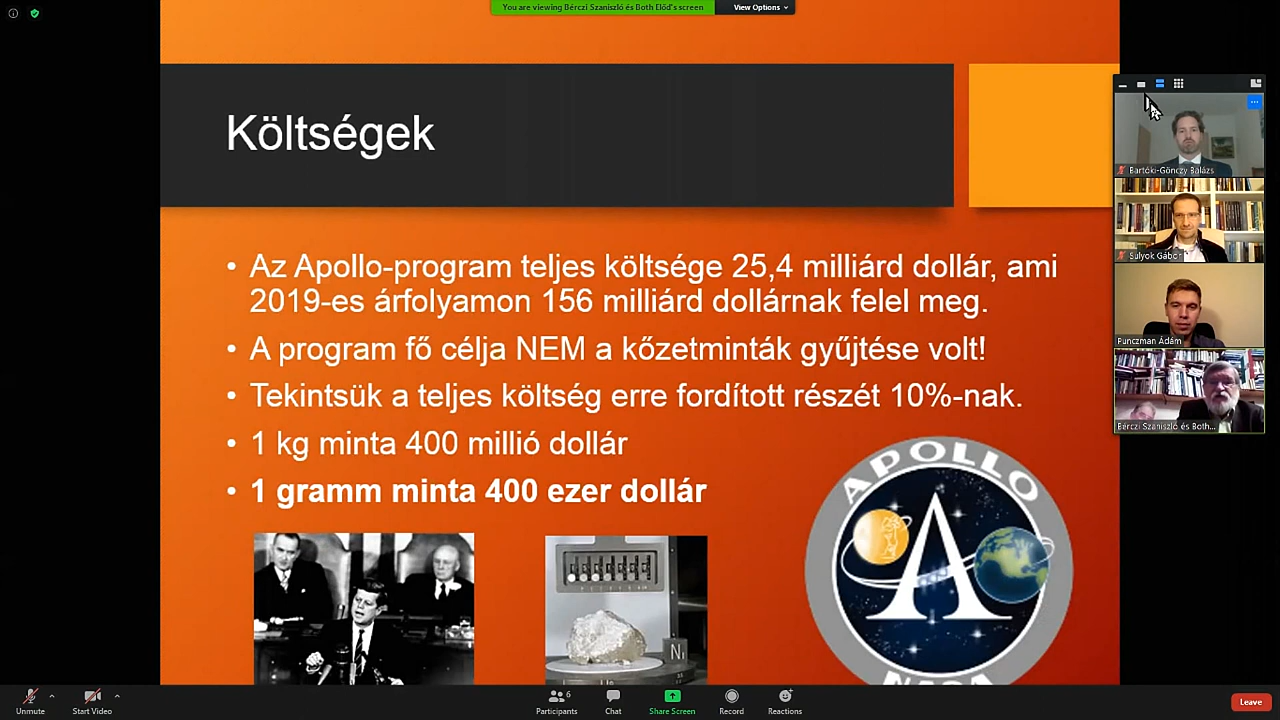 You are viewing Bérczi Szaniszló és Both Előd's screen
View Options
Költségek
• Az Apollo-program teljes költsége 25,4 milliárd dollár, ami
2019-es árfolyamon 156 milliárd dollárnak felel meg.
• A program fő célja NEM a kőzetminták gyűjtése volt!
• Tekintsük a teljes költség erre fordított részét 10%-nak.
• 1 kg minta 400 millió dollár
• 1 gramm minta 400 ezer dollár
APOLLO
A
NASA
N
Bartóki-Gönczy Balázs
Sulyok Gábor
Punczman Ádám
Bérczi Szaniszló és Both...
Unmute
Start Video
6
Participants
Chat
Share Screen
Record
Reactions
Leave